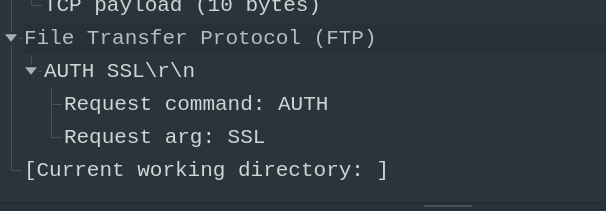 TCP payload (10 bytes)
File Transfer Protocol (FTP)
AUTH SSL\r\n
Request command: AUTH
Request arg: SSL
[Current working directory: ]